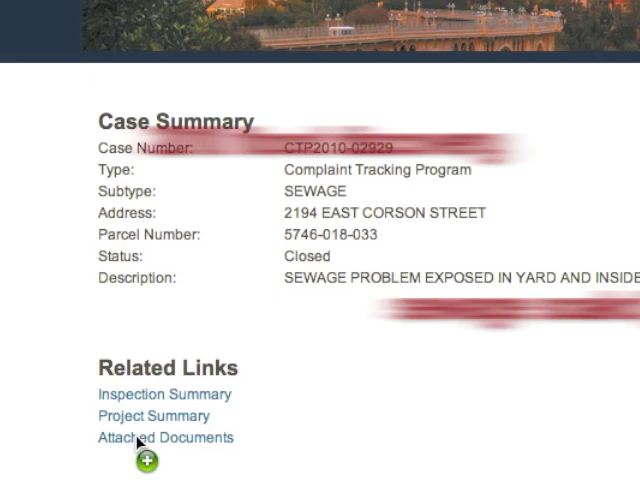 Case Summary
Case Number: CTP2010-02929
Type: Complaint Tracking Program
Subtype: SEWAGE
Address: 2194 EAST CORSON STREET
Parcel Number: 5746-018-033
Status: Closed
Description: SEWAGE PROBLEM EXPOSED IN YARD AND INSIDE
Related Links
Inspection Summary
Project Summary
Attached Documents